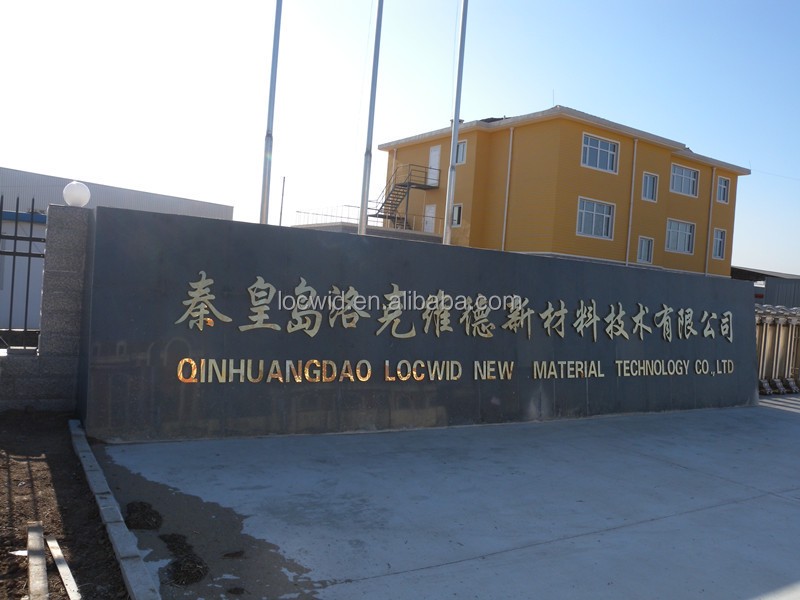 秦皇岛洛克维德新材料技术有限公司
locwid.en.alibaba.com
QINHUANGDAO LOCWID NEW MATERIAL TECHNOLOGY CO.,LTD